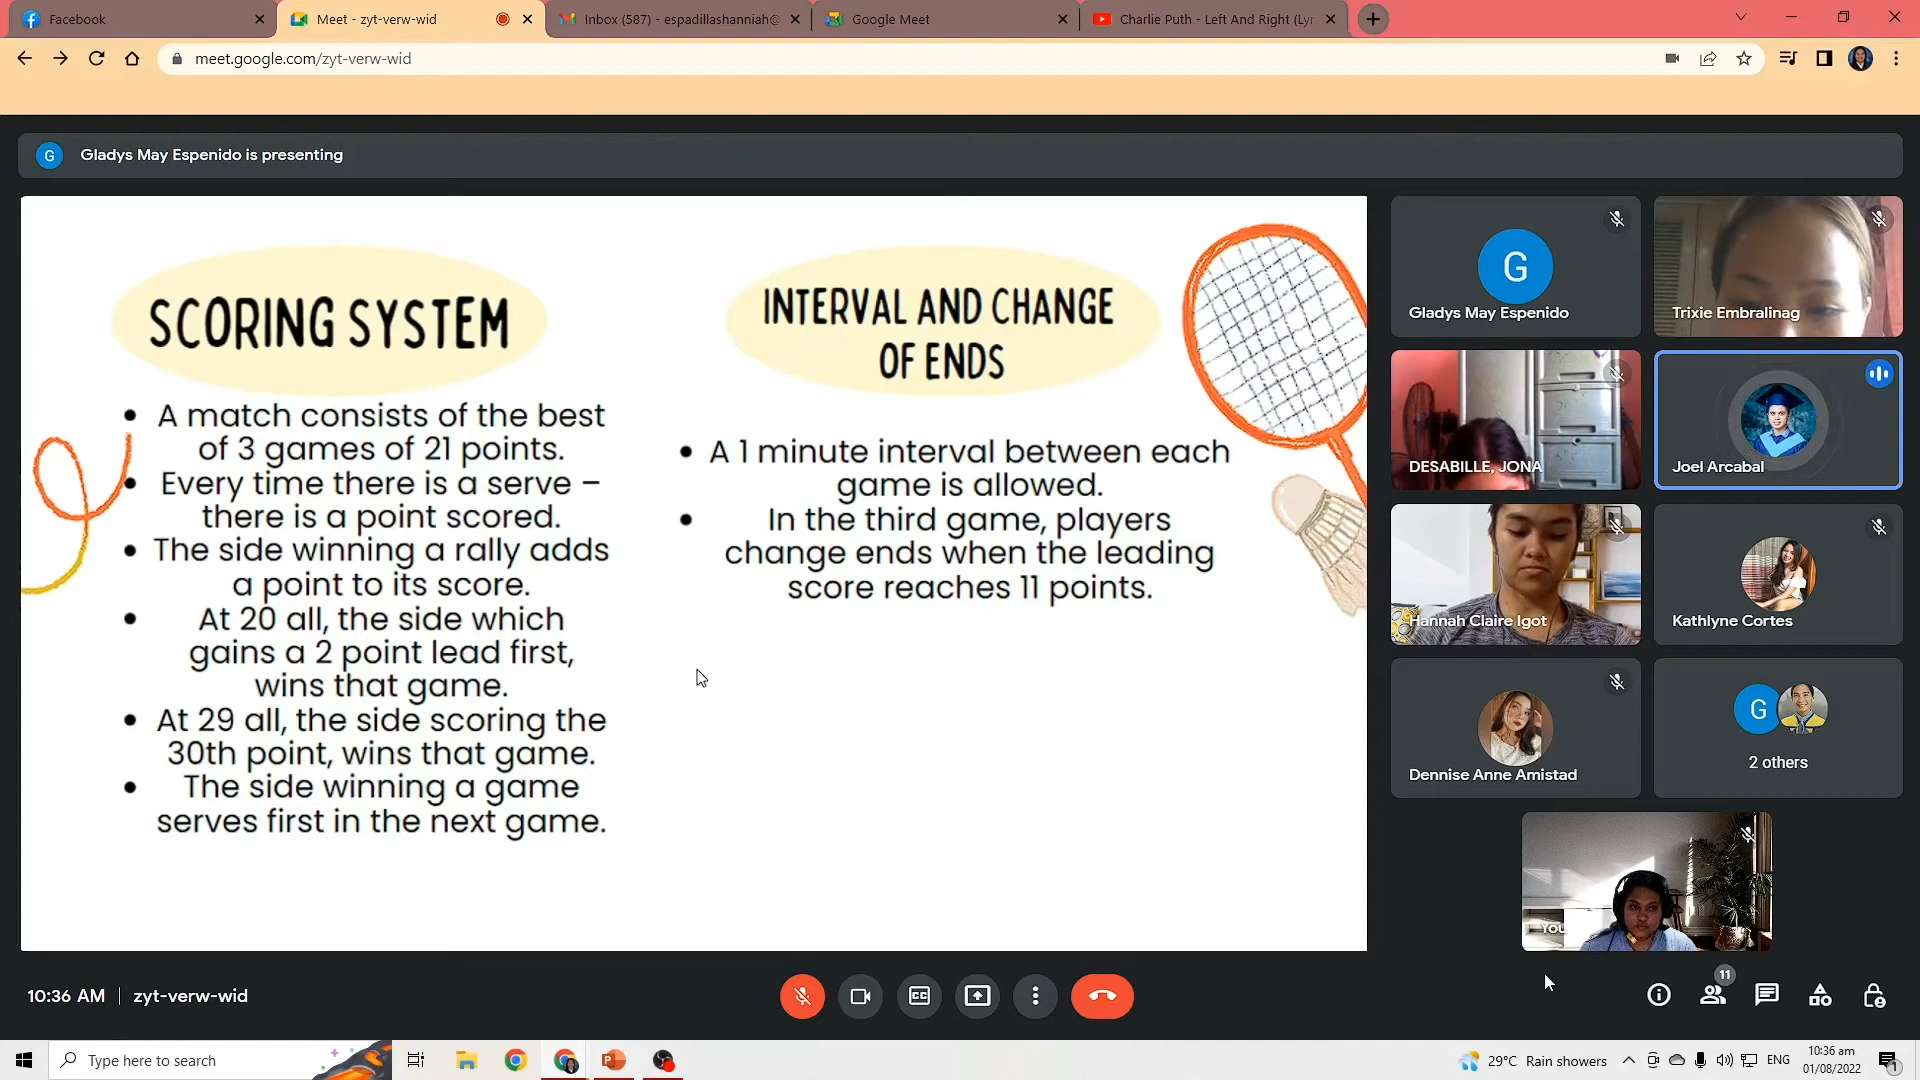 Facebook
Meet - zyt-verw-wid
Inbox (587) - espadillashanniah@
Google Meet
Charlie Puth - Left And Right (Lyr
meet.google.com/zyt-verw-wid
G
Gladys May Espenido is presenting
SCORING SYSTEM
• A match consists of the best
of 3 games of 21 points.
• Every time there is a serve –
there is a point scored.
• The side winning a rally adds
a point to its score.
• At 20 all, the side which
gains a 2 point lead first,
wins that game.
• At 29 all, the side scoring the
30th point, wins that game.
• The side winning a game
serves first in the next game.
INTERVAL AND CHANGE
OF ENDS
• A 1 minute interval between each
game is allowed.
• In the third game, players
change ends when the leading
score reaches 11 points.
G
Gladys May Espenido
Trixie Embralinag
DESABILLE, JONA
Joel Arcabal
Hannah Claire Igot
Kathlyne Cortes
Dennise Anne Amistad
G
2 others
You
10:36 AM | zyt-verw-wid
CC
11
Type here to search
P
29°C Rain showers
ENG
10:36 am
01/08/2022
1